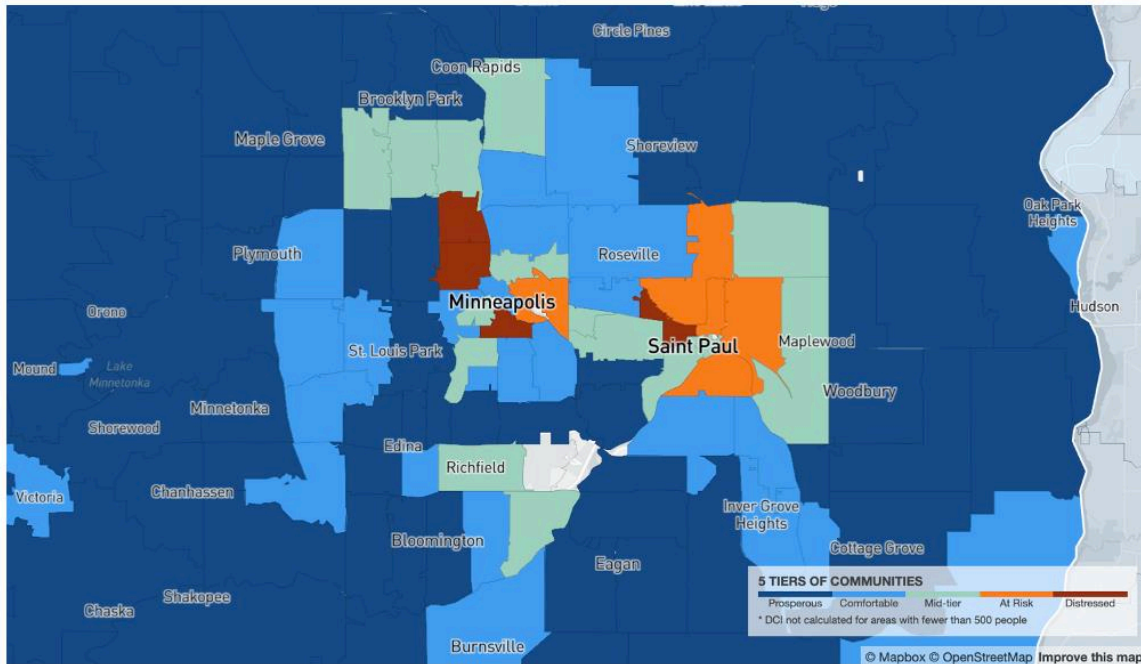 Circle Pines
Coon Rapids
Brooklyn Park
Maple Grove
Shoreview
Oak Park
Heights
Plymouth
Roseville
Orono
Minneapolis
Hudson
St. Louis Park
Saint Paul
Maplewood
Mound
Lake
Minnetonka
Woodbury
Minnetonka
Shorewood
Edina
Richfield
Victoria
Chanhassen
Inver Grove
Heights
Bloomington
Cottage Grove
Eagan
Shakopee
Chaska
Burnsville
5 TIERS OF COMMUNITIES
Prosperous Comfortable Mid-tier At Risk Distressed
* DCI not calculated for areas with fewer than 500 people
© Mapbox © OpenStreetMap Improve this map